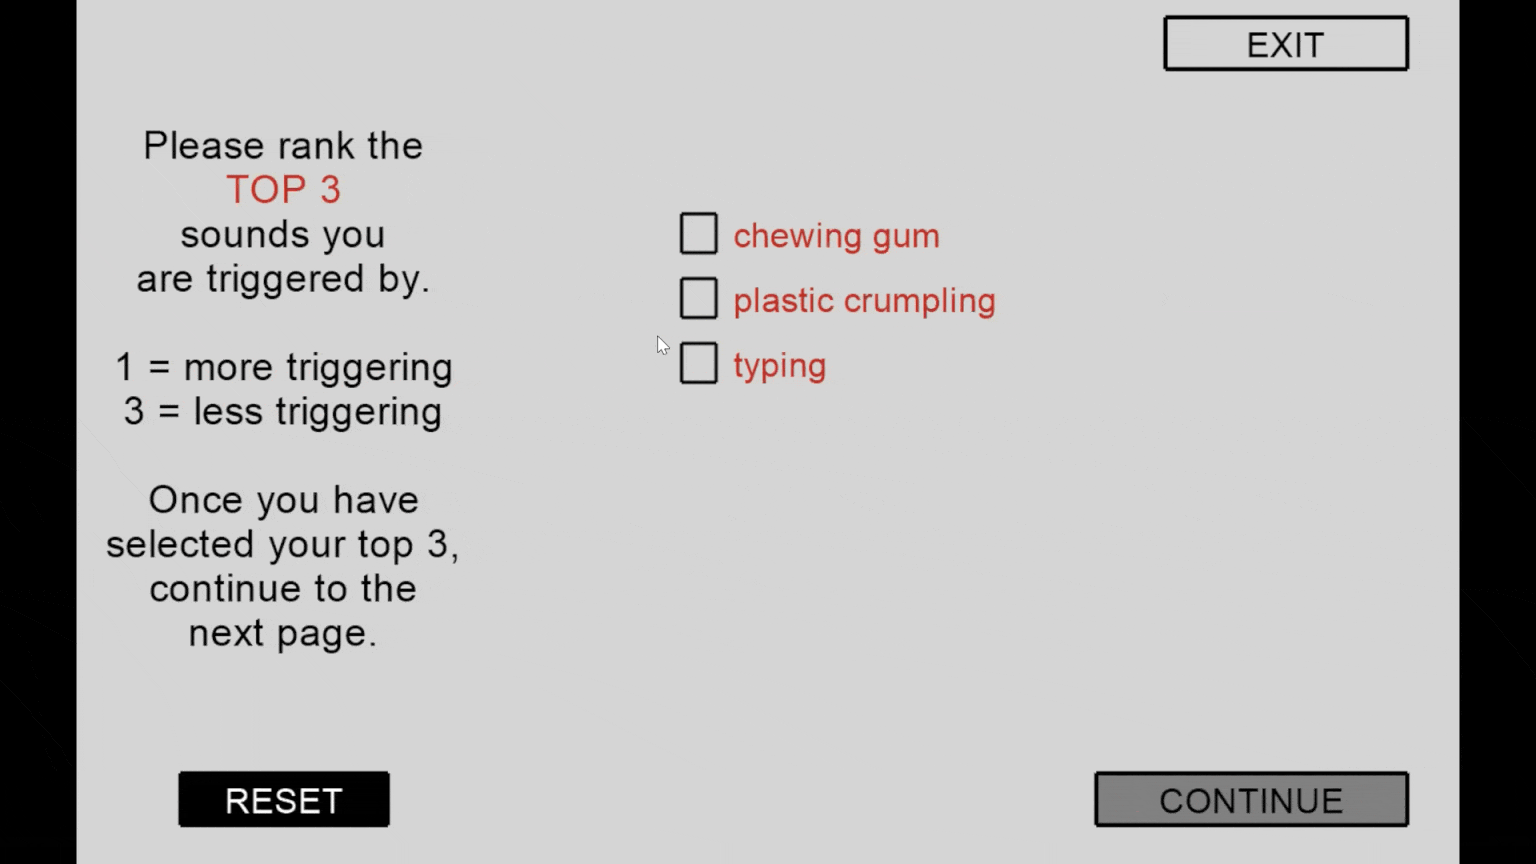 EXIT
Please rank the
TOP 3
sounds you
are triggered by.
1 = more triggering
3 = less triggering
Once you have
selected your top 3,
continue to the
next page.
chewing gum
plastic crumpling
typing
RESET
CONTINUE